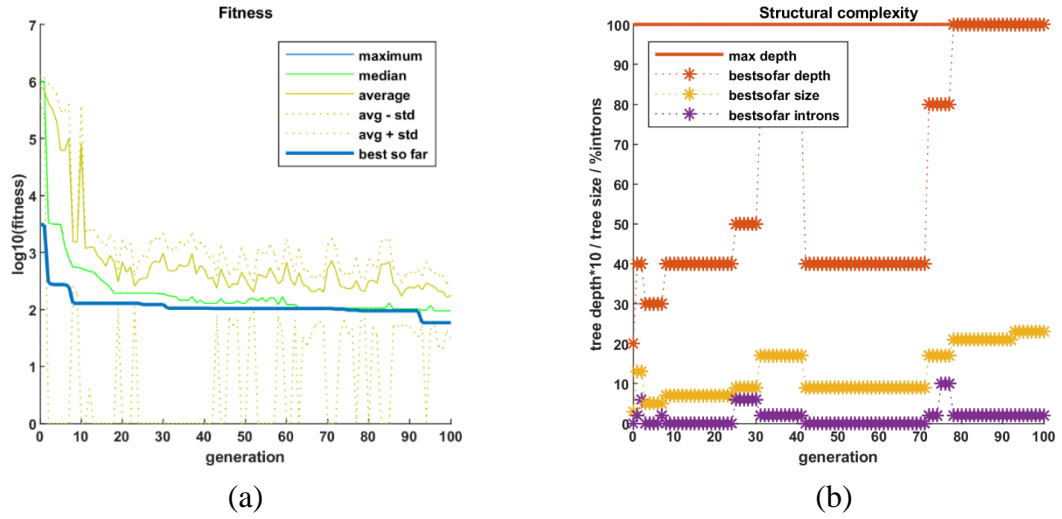 Fitness
7
6
5
4
3
2
1
0
log10(fitness)
maximum
median
average
avg - std
avg + std
best so far
0 10 20 30 40 50 60 70 80 90 100
generation
(a)
Structural complexity
100
90
80
70
60
50
40
30
20
10
0
tree depth*10 / tree size / %introns
max depth
bestsofar depth
bestsofar size
bestsofar introns
0 10 20 30 40 50 60 70 80 90 100
generation
(b)